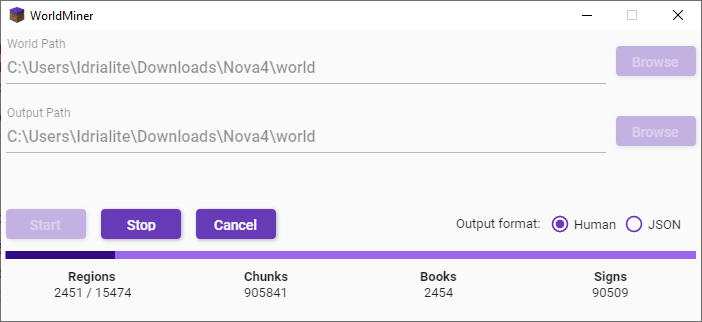 WorldMiner
World Path
C:\Users\Idrialite\Downloads\Nova4\world
Browse
Output Path
C:\Users\Idrialite\Downloads\Nova4\world
Browse
Start Stop Cancel Output format: Human JSON
Regions Chunks Books Signs
2451 / 15474 905841 2454 90509